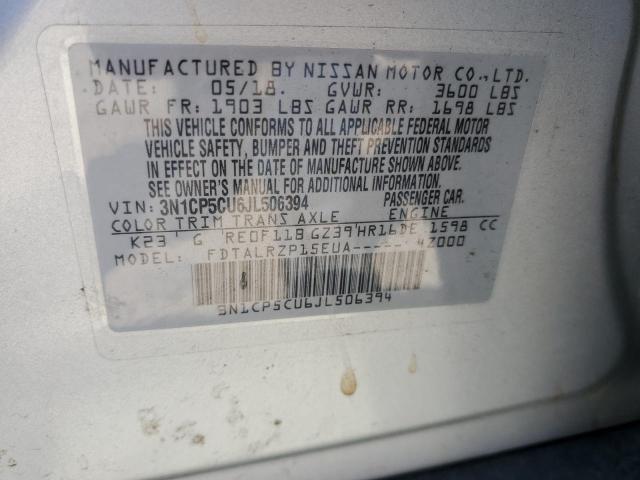 MANUFACTURED BY NISSAN MOTOR CO.,LTD.
DATE: 05/18. GVWR: 3600 LBS
GAWR FR: 1903 LBS GAWR RR: 1698 LBS
THIS VEHICLE CONFORMS TO ALL APPLICABLE FEDERAL MOTOR
VEHICLE SAFETY, BUMPER AND THEFT PREVENTION STANDARDS
IN EFFECT ON THE DATE OF MANUFACTURE SHOWN ABOVE.
SEE OWNER'S MANUAL FOR ADDITIONAL INFORMATION.
VIN: 3N1CP5CU6JL506394 PASSENGER CAR.
COLOR TRIM TRANS AXLE ENGINE
K23 G RE0F11B GZ39 HR16DE 1598 CC
FDTALRZP15EUA------4Z000
3N1CP5CU6JL506394